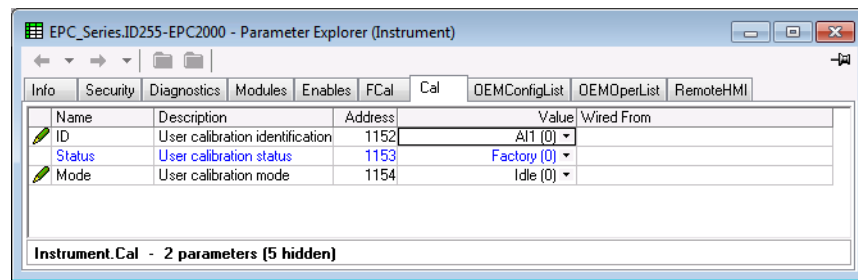 EPC_Series.ID255-EPC2000 - Parameter Explorer (Instrument)
Info Security Diagnostics Modules Enables FCal Cal OEMConfigList OEMOperList RemoteHMI
Name Description Address Value Wired From
ID User calibration identification 1152 AI1 (0)
Status User calibration status 1153 Factory (0)
Mode User calibration mode 1154 Idle (0)
Instrument.Cal - 2 parameters (5 hidden)